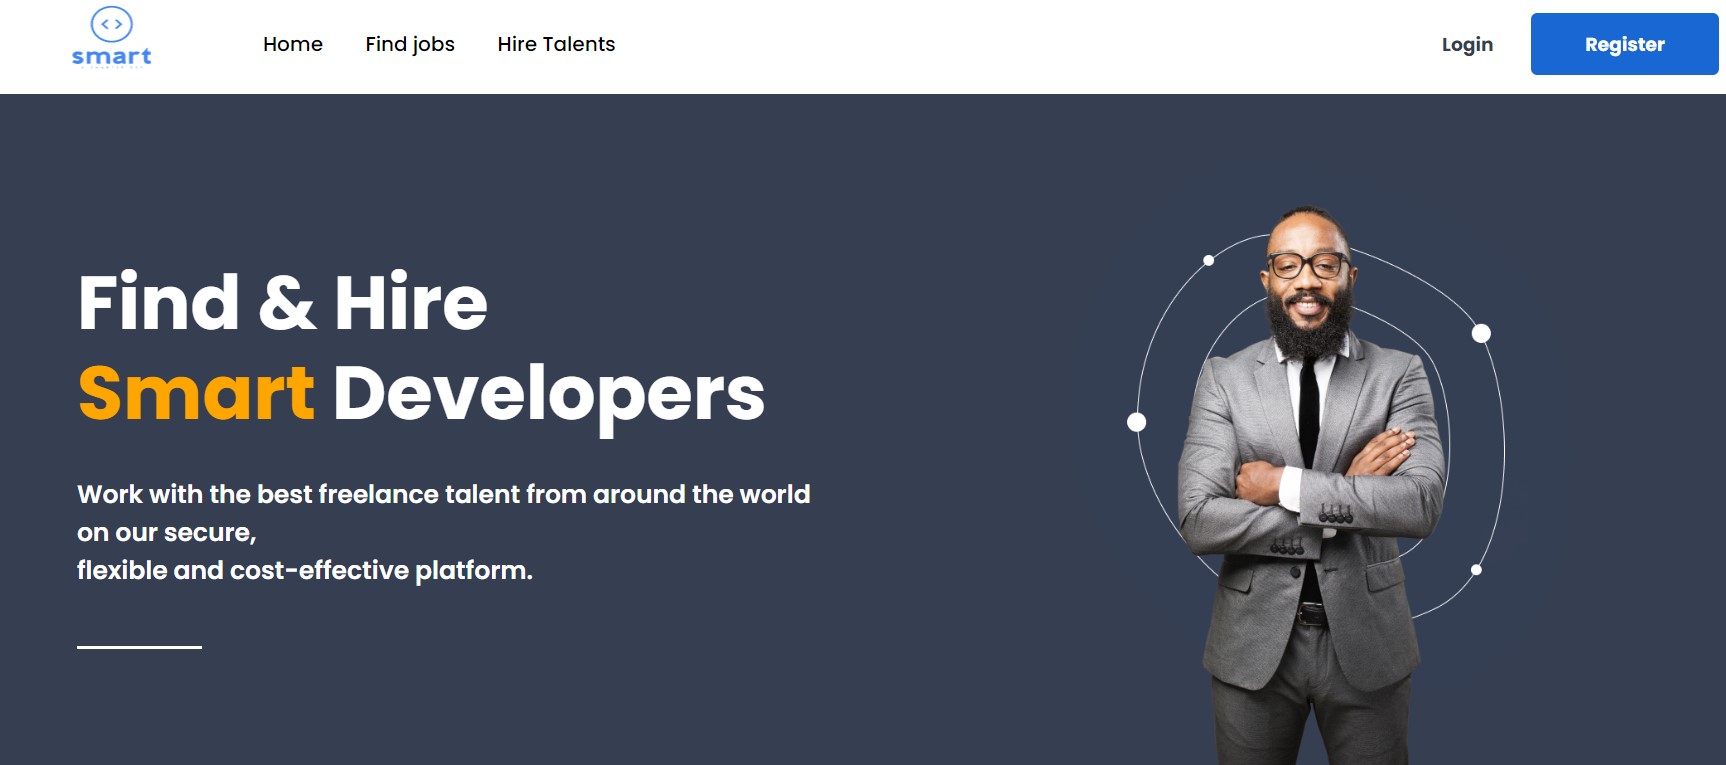 <>
smart
Home Find jobs Hire Talents Login Register
Find & Hire
Smart Developers
Work with the best freelance talent from around the world
on our secure,
flexible and cost-effective platform.